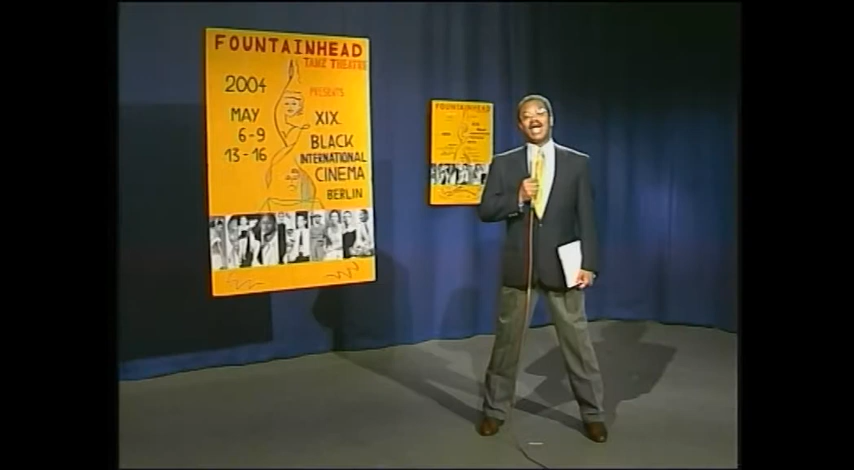 FOUNTAINHEAD
TANZ THEATRE
2004
PRESENTS
MAY
6-9
13-16
XIX.
BLACK
INTERNATIONAL
CINEMA
BERLIN
FOUNTAINHEAD